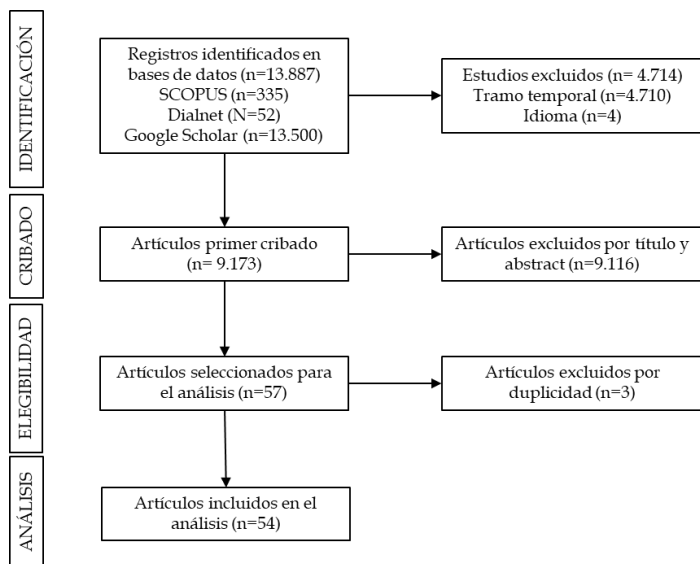 IDENTIFICACIÓN
Registros identificados en
bases de datos (n=13.887)
SCOPUS (n=335)
Dialnet (N=52)
Google Scholar (n=13.500)
Estudios excluidos (n= 4.714)
Tramo temporal (n=4.710)
Idioma (n=4)
CRIBADO
Artículos primer cribado
(n= 9.173)
Artículos excluidos por título y
abstract (n=9.116)
ELEGIBILIDAD
Artículos seleccionados para
el análisis (n=57)
Artículos excluidos por
duplicidad (n=3)
ANÁLISIS
Artículos incluidos en el
análisis (n=54)